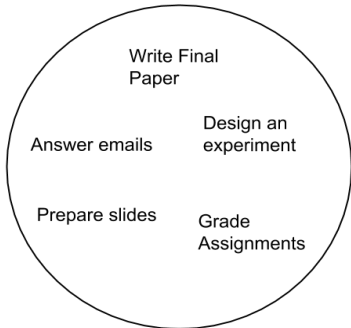 Write Final
Paper
Answer emails
Design an
experiment
Prepare slides
Grade
Assignments